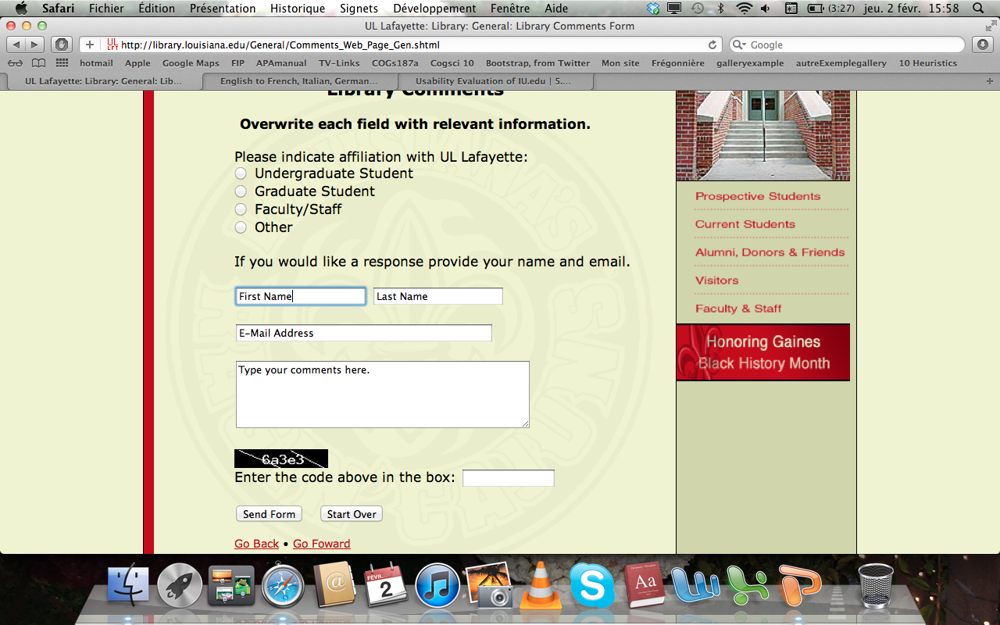 Safari Fichier Édition Présentation Historique Signets Développement Fenêtre Aide (3:27) jeu. 2 févr. 15:58
UL Lafayette: Library: General: Library Comments Form
UL LFT http://library.louisiana.edu/General/Comments_Web_Page_Gen.shtml Google
hotmail Apple Google Maps FIP APAmanual TV-Links COGs187a Cogsci 10 Bootstrap, from Twitter Mon site Frégonnière galleryexample autreExemplegallery 10 Heuristics
UL Lafayette: Library: General: Lib... English to French, Italian, German... Usability Evaluation of IU.edu | 5....
Library Comments
Overwrite each field with relevant information.
Please indicate affiliation with UL Lafayette:
Undergraduate Student
Graduate Student
Faculty/Staff
Other
If you would like a response provide your name and email.
First Name Last Name
E-Mail Address
Type your comments here.
6a3e3
Enter the code above in the box:
Send Form Start Over
Go Back • Go Foward
Prospective Students
Current Students
Alumni, Donors & Friends
Visitors
Faculty & Staff
Honoring Gaines
Black History Month
FÉVR.
2
Aa